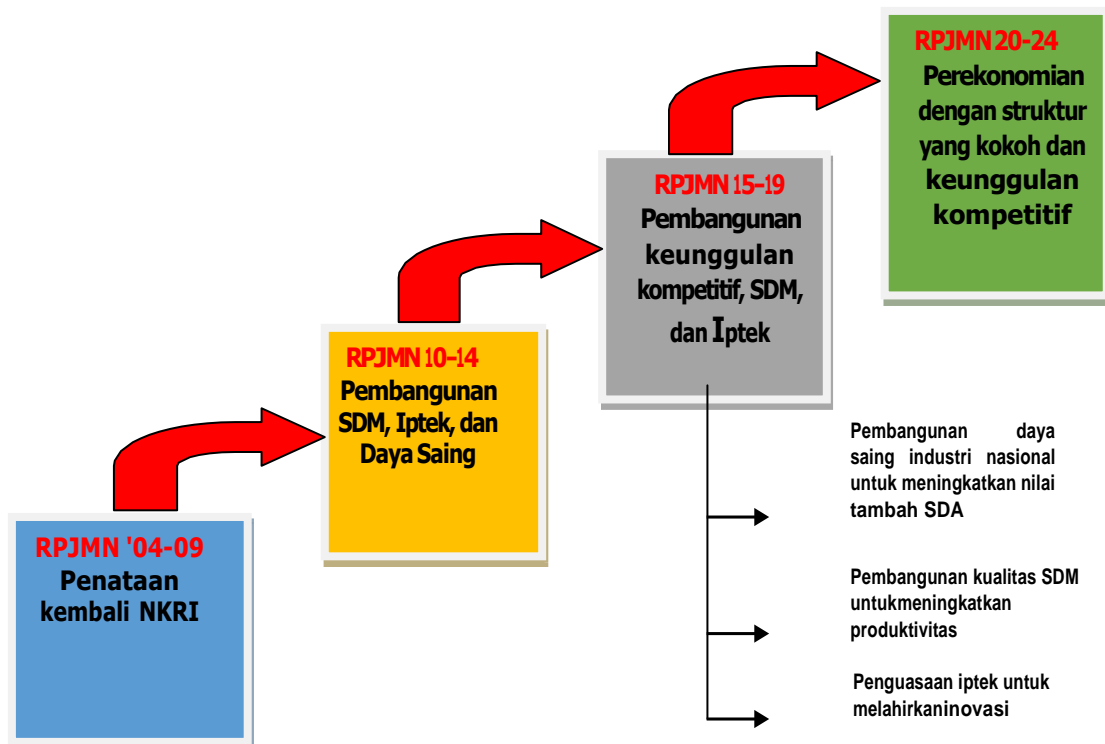 RPJMN 20-24
Perekonomian
dengan struktur
yang kokoh dan
keunggulan
kompetitif
RPJMN 15-19
Pembangunan
keunggulan
kompetitif, SDM,
dan Iptek
RPJMN 10-14
Pembangunan
SDM, Iptek, dan
Daya Saing
RPJMN '04-09
Penataan
kembali NKRI
Pembangunan daya
saing industri nasional
untuk meningkatkan nilai
tambah SDA
Pembangunan kualitas SDM
untukmeningkatkan
produktivitas
Penguasaan iptek untuk
melahirkaninovasi